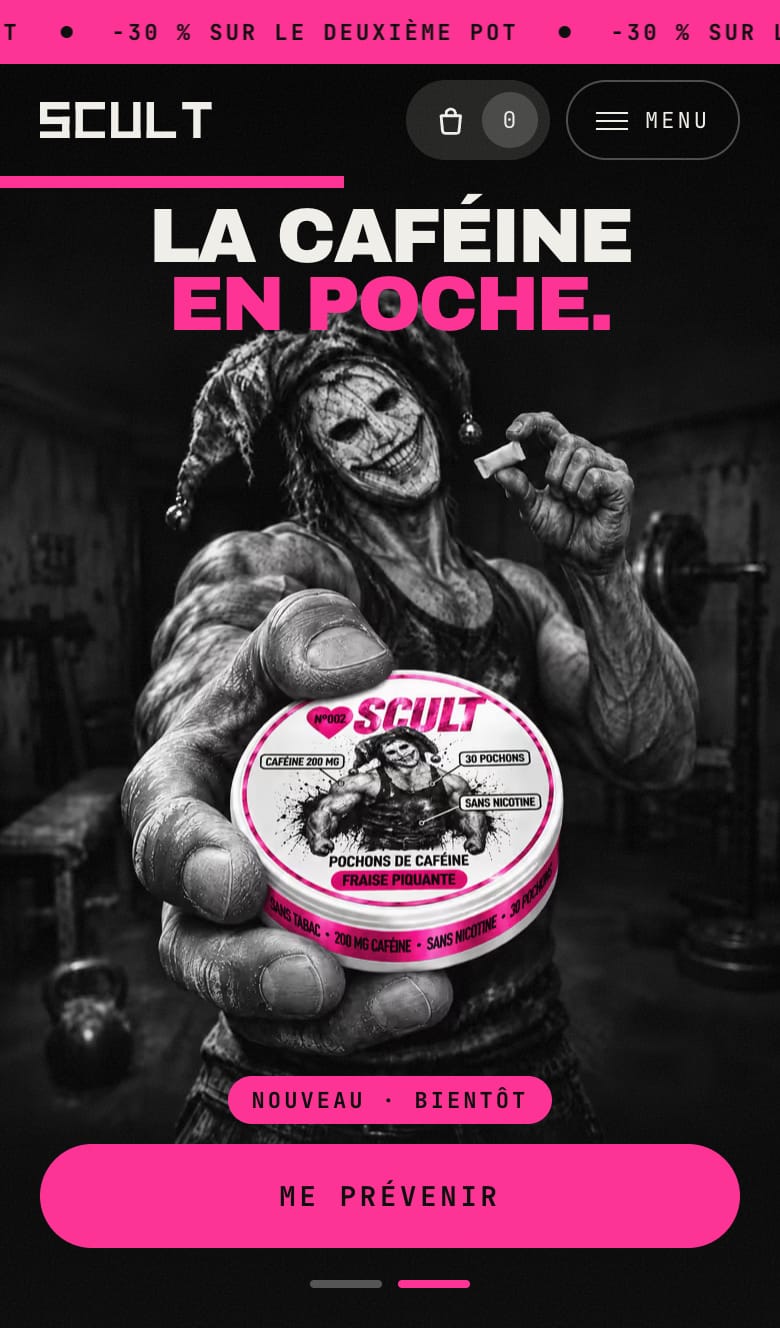 T • -30 % SUR LE DEUXIÈME POT • -30 % SUR L
SCULT
0
MENU
LA CAFÉINE
EN POCHE.
N°002
SCULT
CAFÉINE 200 MG
30 POCHONS
SANS NICOTINE
POCHONS DE CAFÉINE
FRAISE PIQUANTE
SANS TABAC • 200 MG CAFÉINE • SANS NICOTINE • 30 POCHONS
NOUVEAU · BIENTÔT
ME PRÉVENIR